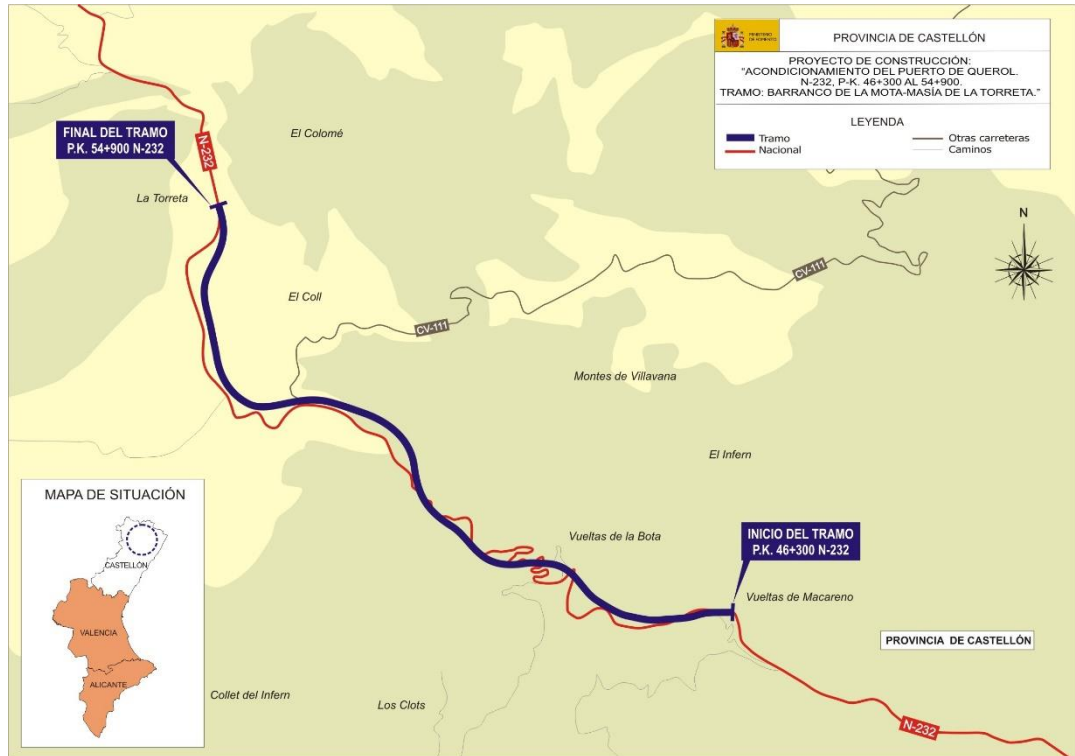 MINISTERIO
DE FOMENTO
PROVINCIA DE CASTELLÓN
PROYECTO DE CONSTRUCCIÓN:
"ACONDICIONAMIENTO DEL PUERTO DE QUEROL.
N-232, P-K. 46+300 AL 54+900.
TRAMO: BARRANCO DE LA MOTA-MASÍA DE LA TORRETA."
LEYENDA
Tramo
Nacional
Otras carreteras
Caminos
N
FINAL DEL TRAMO
P.K. 54+900 N-232
N-232
El Colomé
La Torreta
El Coll
CV-111
CV-111
Montes de Villavana
El Infern
Vueltas de la Bota
INICIO DEL TRAMO
P.K. 46+300 N-232
Vueltas de Macareno
PROVINCIA DE CASTELLÓN
Collet del Infern
Los Clots
N-232
MAPA DE SITUACIÓN
CASTELLÓN
VALENCIA
ALICANTE